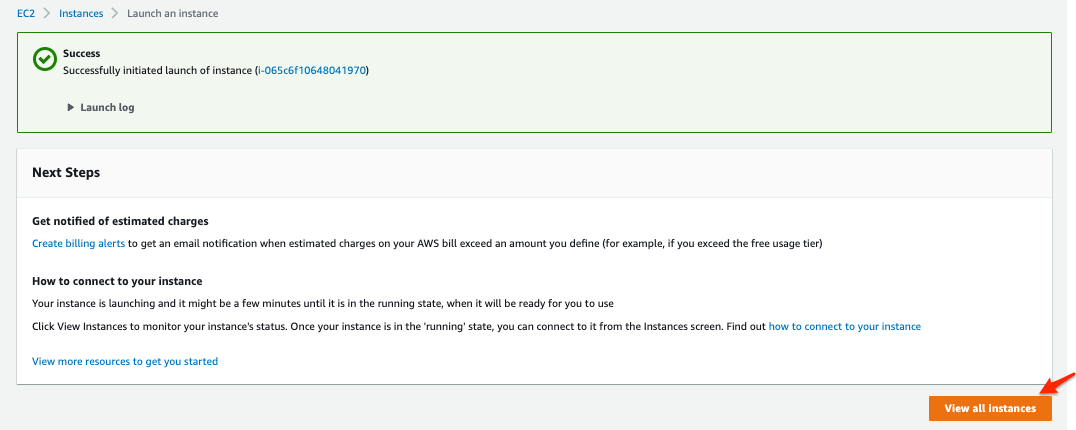 EC2 > Instances > Launch an instance
Success
Successfully initiated launch of instance (i-065c6f10648041970)
Launch log
Next Steps
Get notified of estimated charges
Create billing alerts to get an email notification when estimated charges on your AWS bill exceed an amount you define (for example, if you exceed the free usage tier)
How to connect to your instance
Your instance is launching and it might be a few minutes until it is in the running state, when it will be ready for you to use
Click View Instances to monitor your instance's status. Once your instance is in the 'running' state, you can connect to it from the Instances screen. Find out how to connect to your instance
View more resources to get you started
View all instances